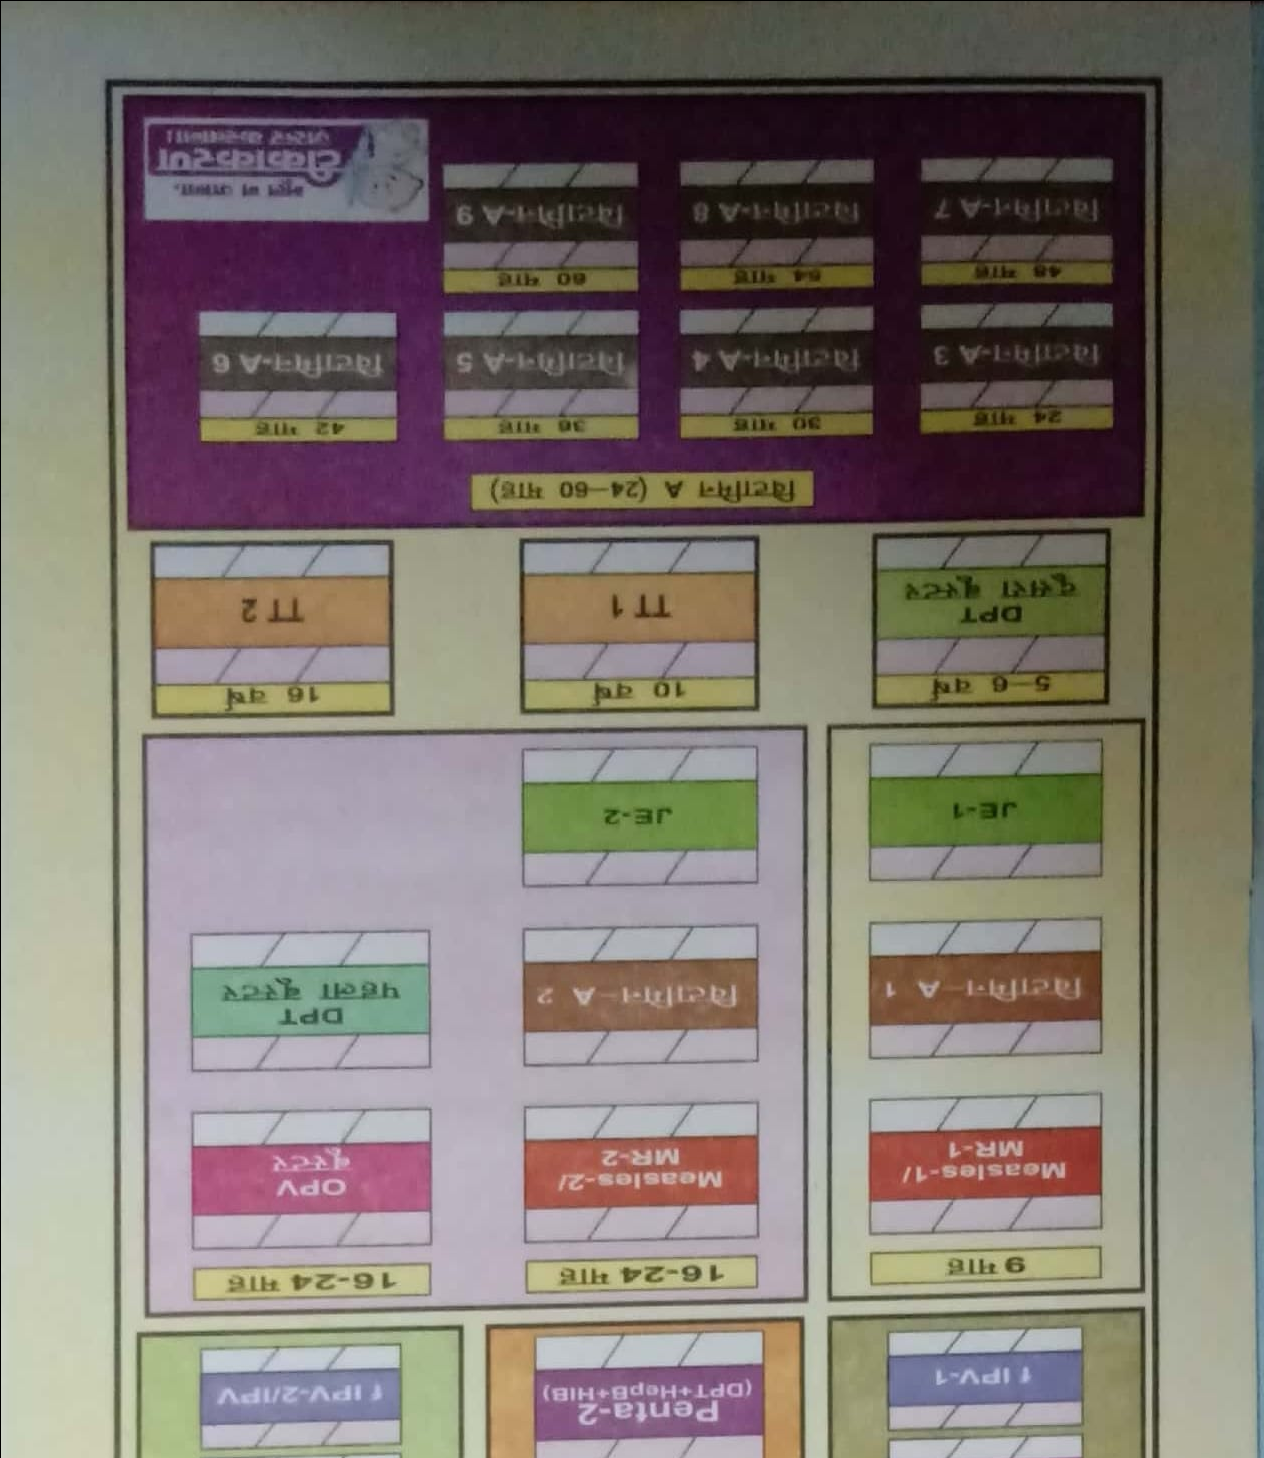 f IPV-1
Penta-2
(DPT+HepB+HIB)
f IPV-2/IPV
9 माह
16-24 माह
16-24 माह
Measles-1/
MR-1
Measles-2/
MR-2
OPV
बूस्टर
विटामिन–A 1
विटामिन–A 2
DPT
पहला बूस्टर
JE-1
JE-2
5–6 वर्ष
DPT
दूसरा बूस्टर
10 वर्ष
TT 1
16 वर्ष
TT 2
विटामिन A (24–60 माह)
24 माह
विटामिन-A 3
30 माह
विटामिन-A 4
36 माह
विटामिन-A 5
42 माह
विटामिन-A 6
48 माह
विटामिन-A 7
54 माह
विटामिन-A 8
60 माह
विटामिन-A 9
भूल न जाना,
टीकाकरण
जरूर करवाना।